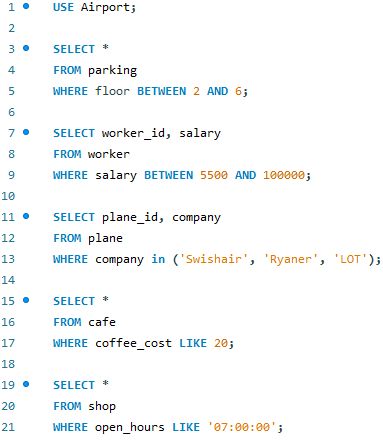 1 USE Airport;
2
3 SELECT *
4 FROM parking
5 WHERE floor BETWEEN 2 AND 6;
6
7 SELECT worker_id, salary
8 FROM worker
9 WHERE salary BETWEEN 5500 AND 100000;
10
11 SELECT plane_id, company
12 FROM plane
13 WHERE company in ('Swishair', 'Ryaner', 'LOT');
14
15 SELECT *
16 FROM cafe
17 WHERE coffee_cost LIKE 20;
18
19 SELECT *
20 FROM shop
21 WHERE open_hours LIKE '07:00:00';